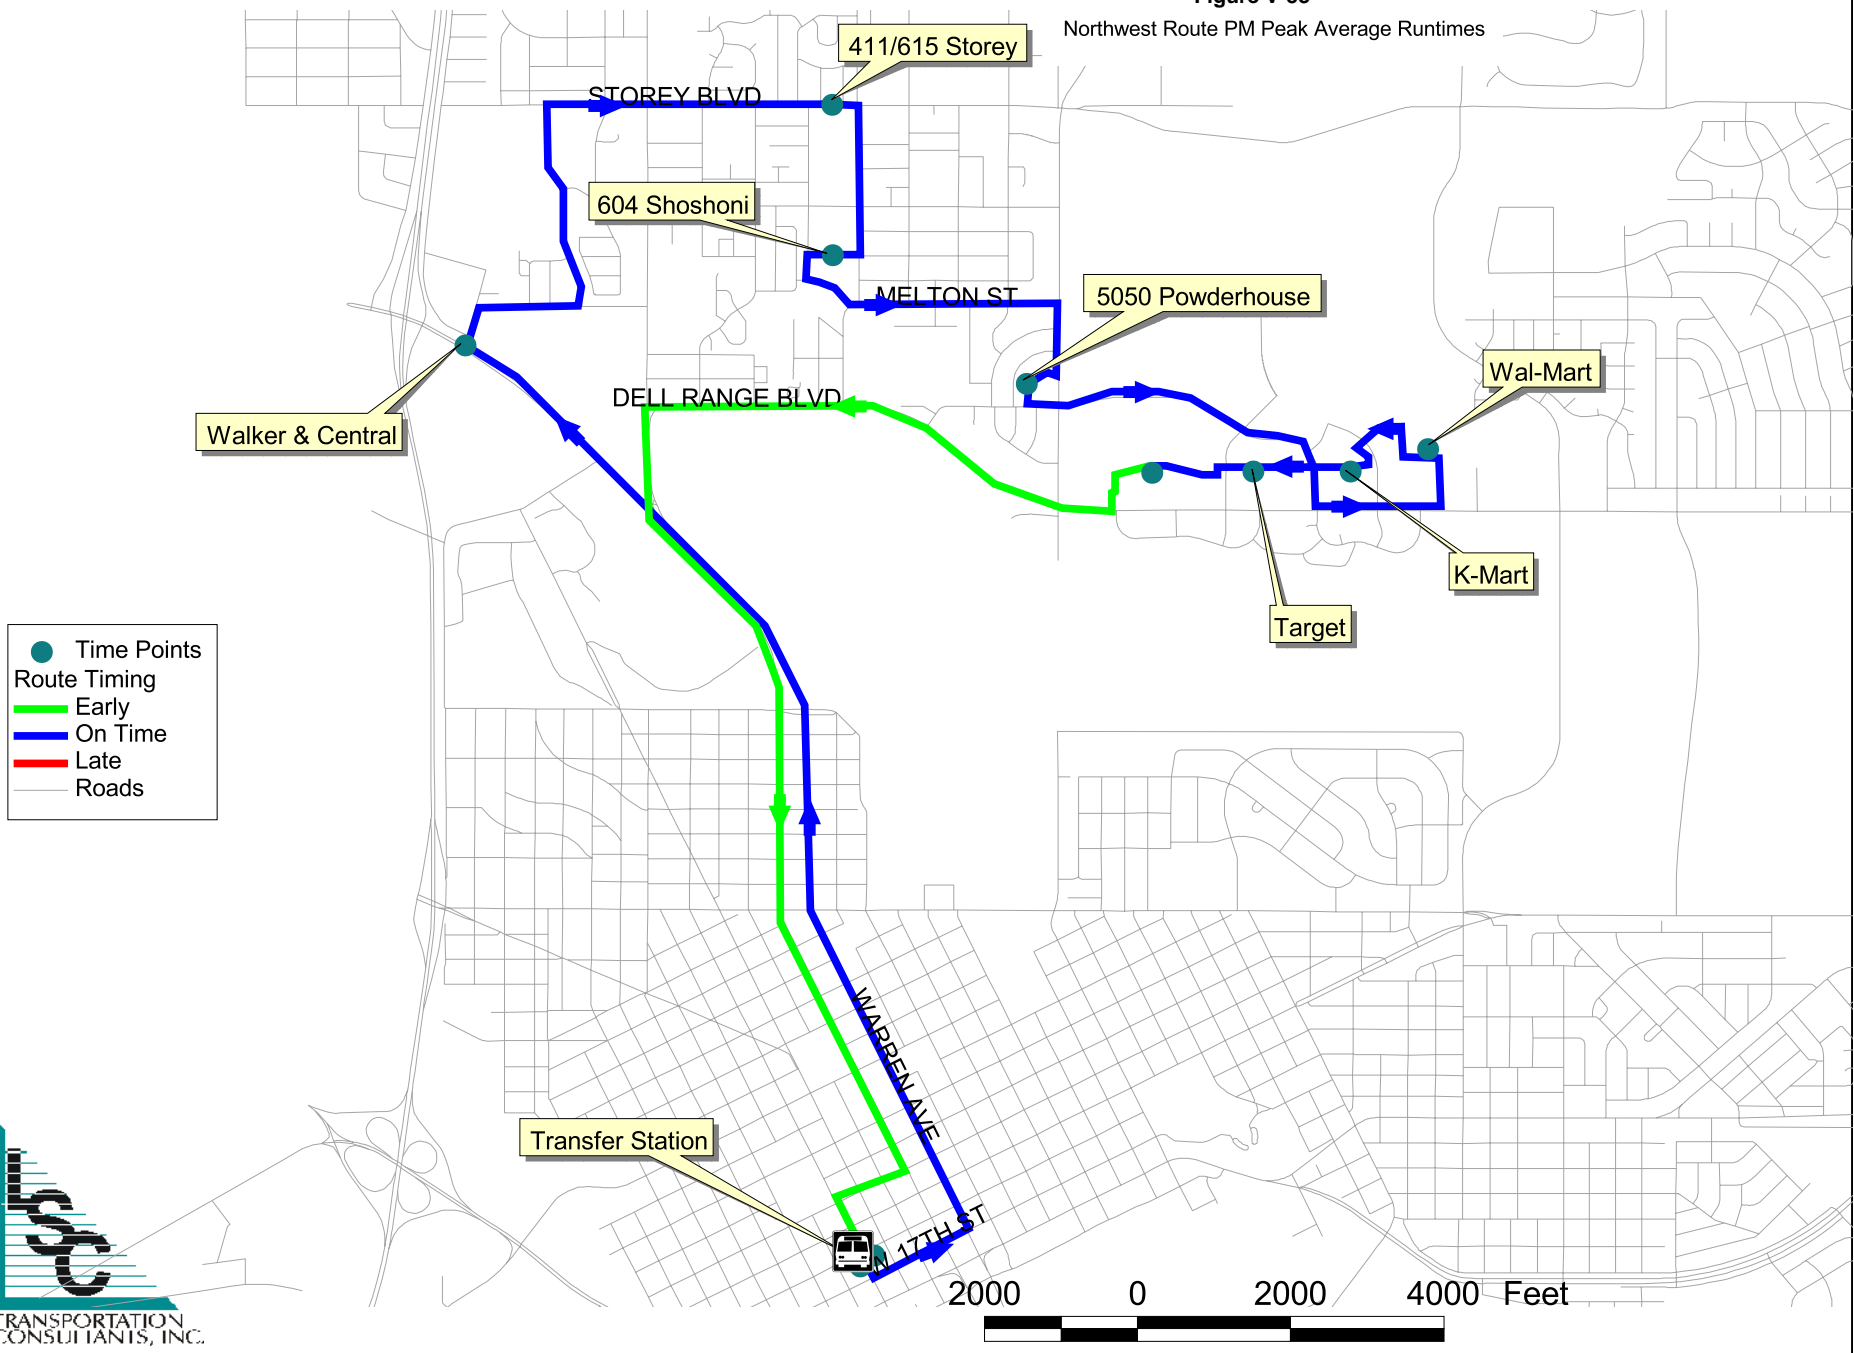 Northwest Route PM Peak Average Runtimes
411/615 Storey
STOREY BLVD
604 Shoshoni
MELTON ST
5050 Powderhouse
Wal-Mart
DELL RANGE BLVD
Walker & Central
K-Mart
Target
Time Points
Route Timing
Early
On Time
Late
Roads
WARREN AVE
Transfer Station
W 17TH ST
2000 0 2000 4000 Feet
LSC
TRANSPORTATION
CONSULTANTS, INC.